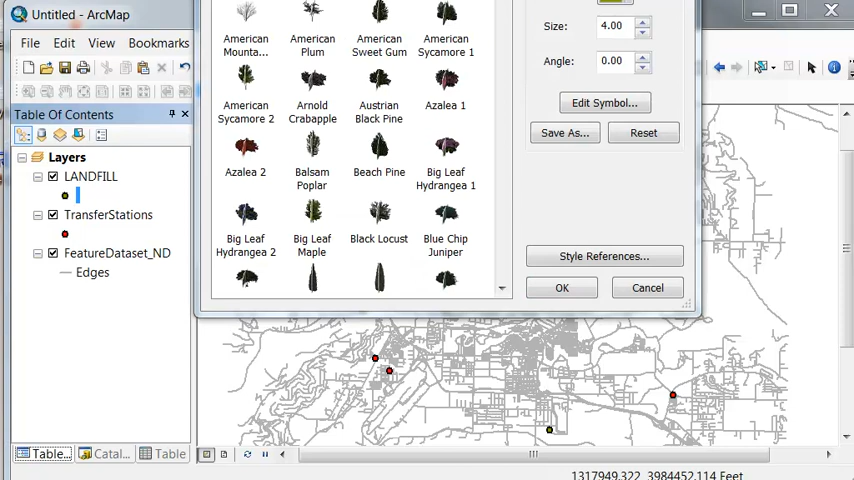 Untitled - ArcMap
File Edit View Bookmarks
Table Of Contents
Layers
LANDFILL
TransferStations
FeatureDataset_ND
Edges
Table... Catal... Table
American Mounta...
American Plum
American Sweet Gum
American Sycamore 1
American Sycamore 2
Arnold Crabapple
Austrian Black Pine
Azalea 1
Azalea 2
Balsam Poplar
Beach Pine
Big Leaf Hydrangea 1
Big Leaf Hydrangea 2
Big Leaf Maple
Black Locust
Blue Chip Juniper
Size: 4.00
Angle: 0.00
Edit Symbol...
Save As... Reset
Style References...
OK Cancel
1317949.322 3984452.114 Feet